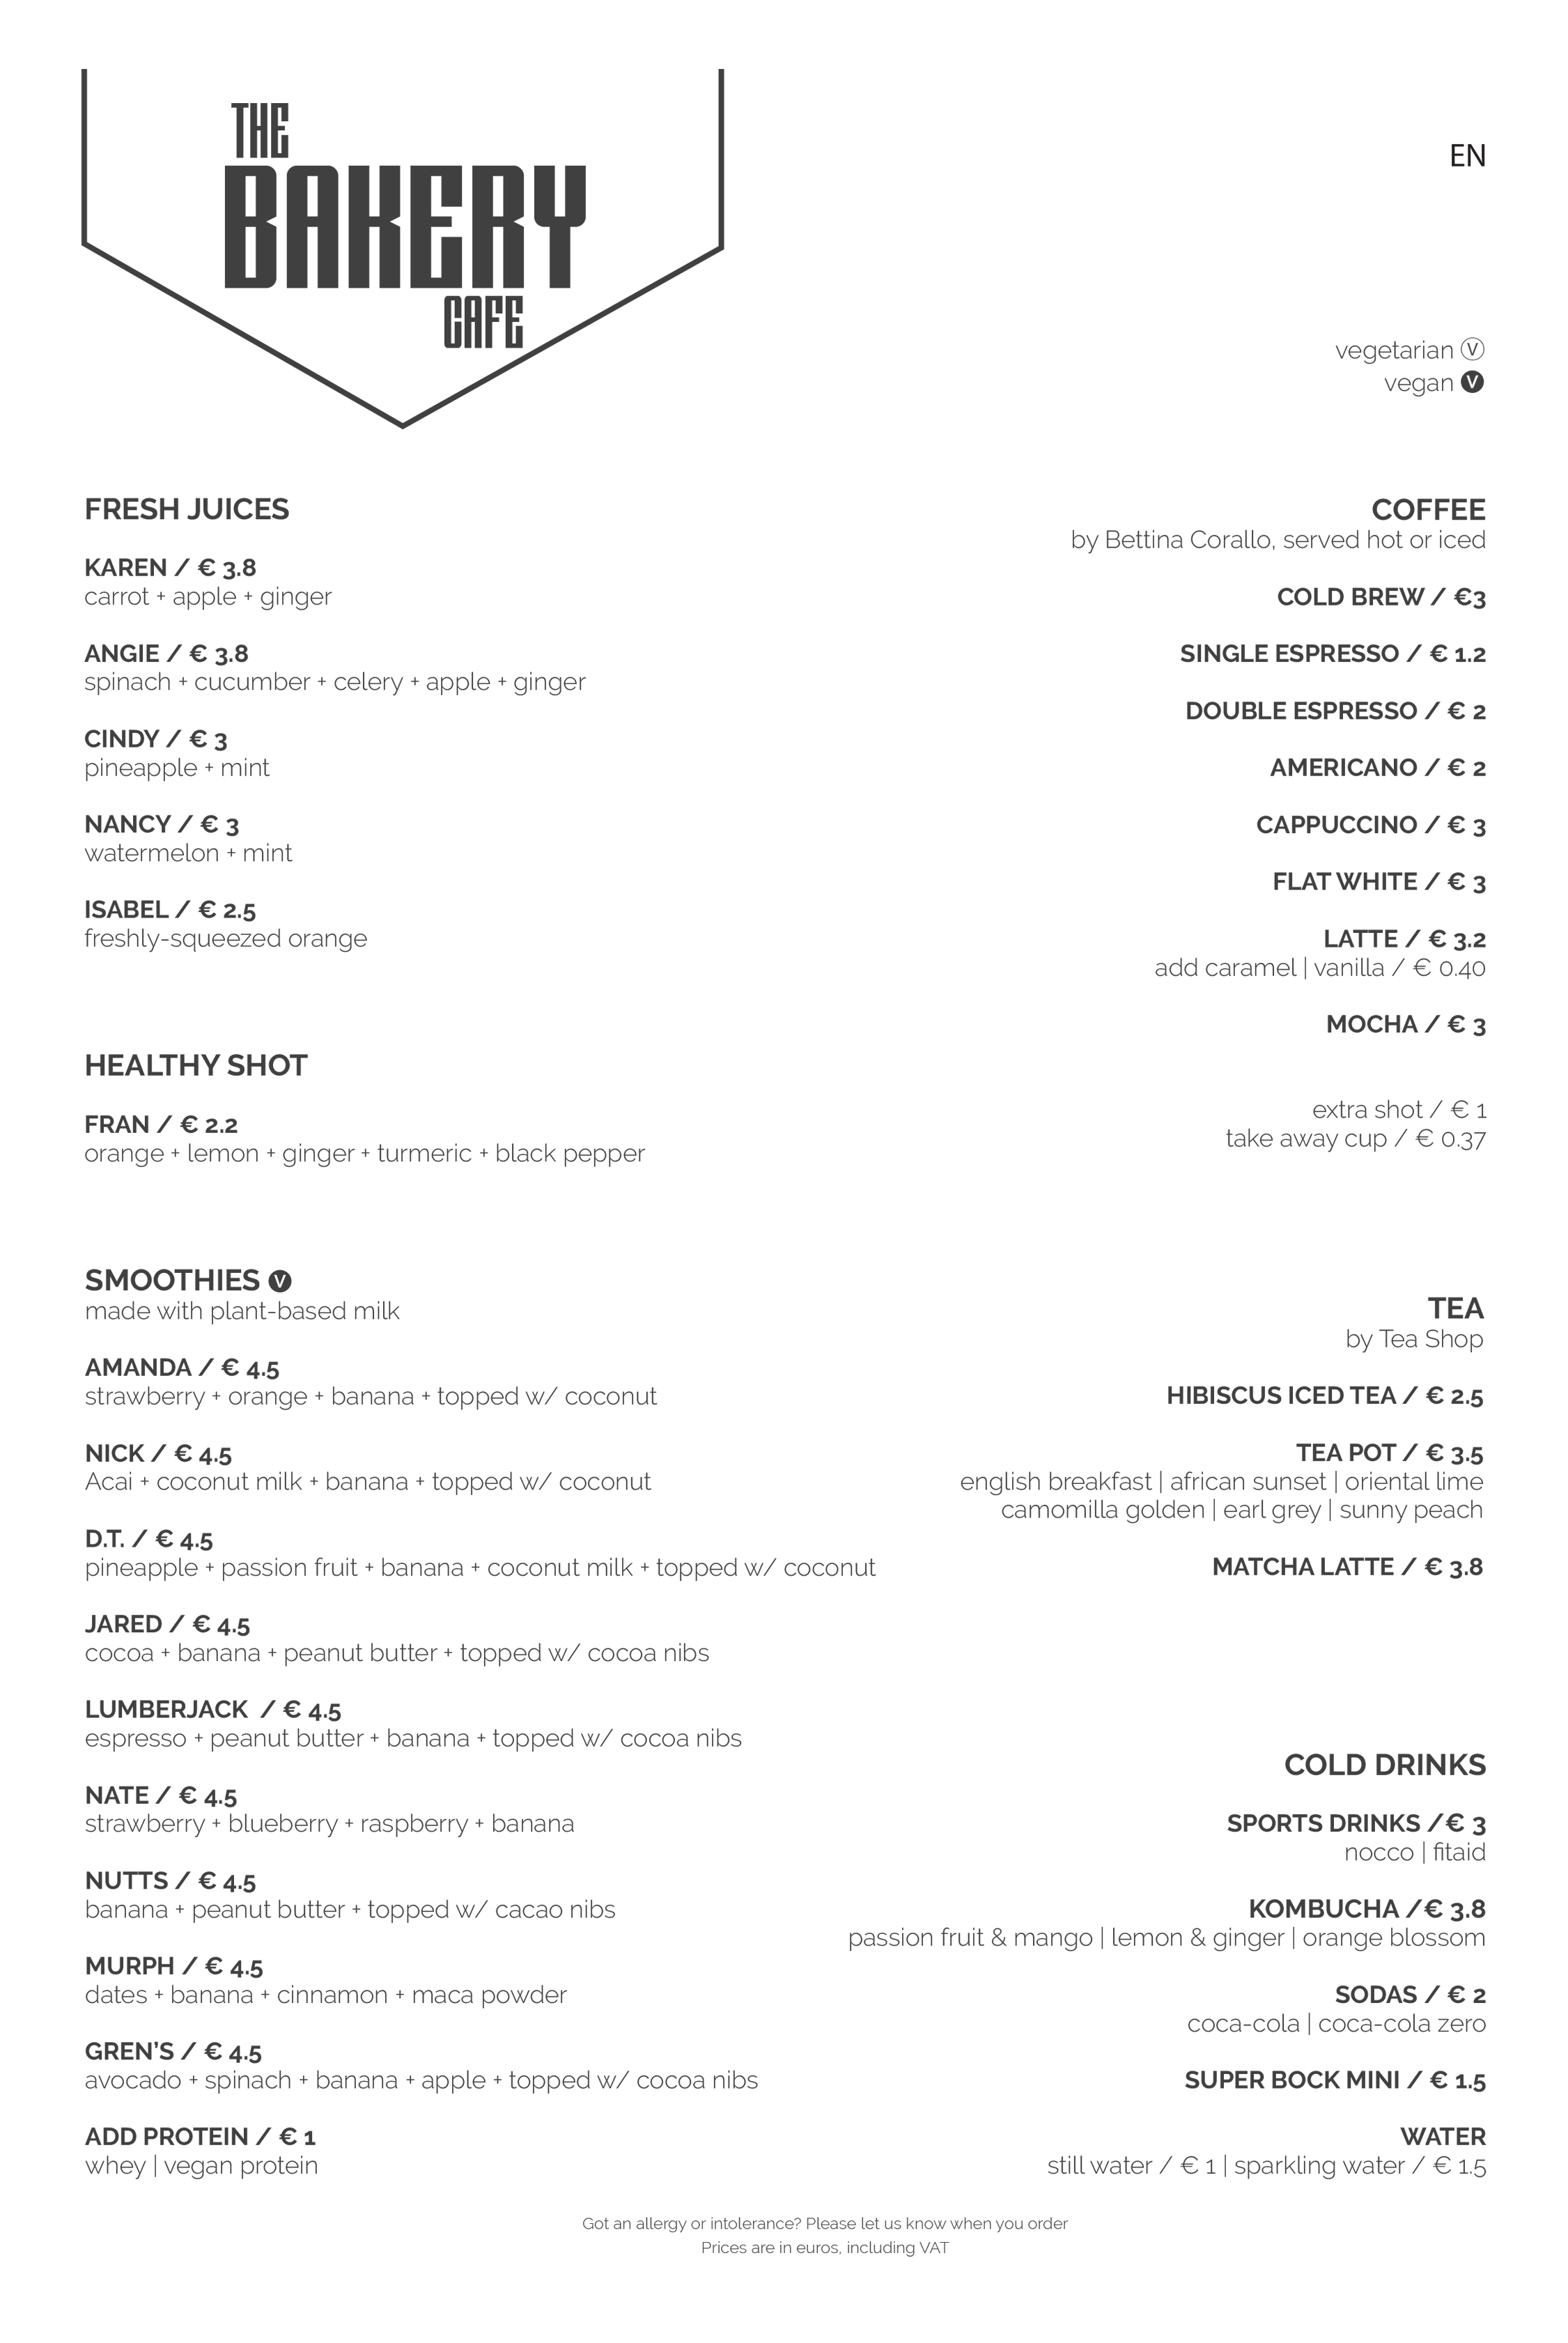 THE
BAKERY
CAFE
EN
vegetarian Ⓥ
vegan 🅥
FRESH JUICES
KAREN / € 3.8
carrot + apple + ginger
ANGIE / € 3.8
spinach + cucumber + celery + apple + ginger
CINDY / € 3
pineapple + mint
NANCY / € 3
watermelon + mint
ISABEL / € 2.5
freshly-squeezed orange
HEALTHY SHOT
FRAN / € 2.2
orange + lemon + ginger + turmeric + black pepper
SMOOTHIES 🅥
made with plant-based milk
AMANDA / € 4.5
strawberry + orange + banana + topped w/ coconut
NICK / € 4.5
Acai + coconut milk + banana + topped w/ coconut
D.T. / € 4.5
pineapple + passion fruit + banana + coconut milk + topped w/ coconut
JARED / € 4.5
cocoa + banana + peanut butter + topped w/ cocoa nibs
LUMBERJACK / € 4.5
espresso + peanut butter + banana + topped w/ cocoa nibs
NATE / € 4.5
strawberry + blueberry + raspberry + banana
NUTTS / € 4.5
banana + peanut butter + topped w/ cacao nibs
MURPH / € 4.5
dates + banana + cinnamon + maca powder
GREN'S / € 4.5
avocado + spinach + banana + apple + topped w/ cocoa nibs
ADD PROTEIN / € 1
whey | vegan protein
COFFEE
by Bettina Corallo, served hot or iced
COLD BREW / €3
SINGLE ESPRESSO / € 1.2
DOUBLE ESPRESSO / € 2
AMERICANO / € 2
CAPPUCCINO / € 3
FLAT WHITE / € 3
LATTE / € 3.2
add caramel | vanilla / € 0.40
MOCHA / € 3
extra shot / € 1
take away cup / € 0.37
TEA
by Tea Shop
HIBISCUS ICED TEA / € 2.5
TEA POT / € 3.5
english breakfast | african sunset | oriental lime
camomilla golden | earl grey | sunny peach
MATCHA LATTE / € 3.8
COLD DRINKS
SPORTS DRINKS /€ 3
nocco | fitaid
KOMBUCHA /€ 3.8
passion fruit & mango | lemon & ginger | orange blossom
SODAS / € 2
coca-cola | coca-cola zero
SUPER BOCK MINI / € 1.5
WATER
still water / € 1 | sparkling water / € 1.5
Got an allergy or intolerance? Please let us know when you order
Prices are in euros, including VAT